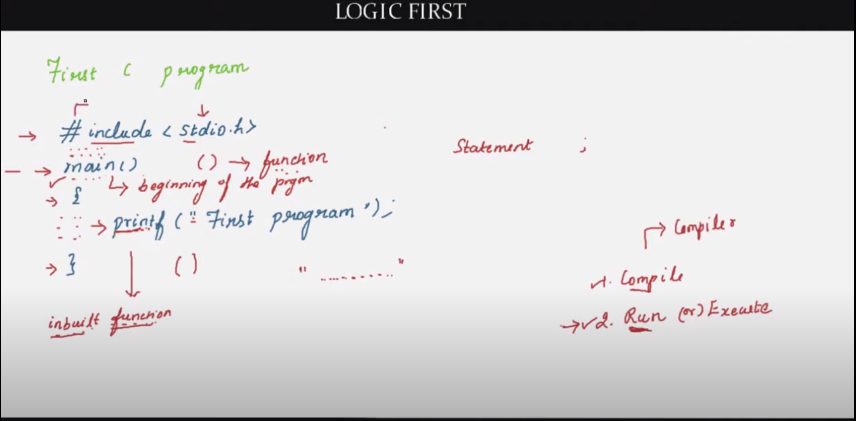 LOGIC FIRST
First C program
# include < stdio.h>
main() () → function
↳ beginning of the prgm
{
→ printf (" First program ");
}
()
" ........... "
inbuilt function
Statement ;
Compiler
1. Compile
→ ✓ 2. Run (or) Execute